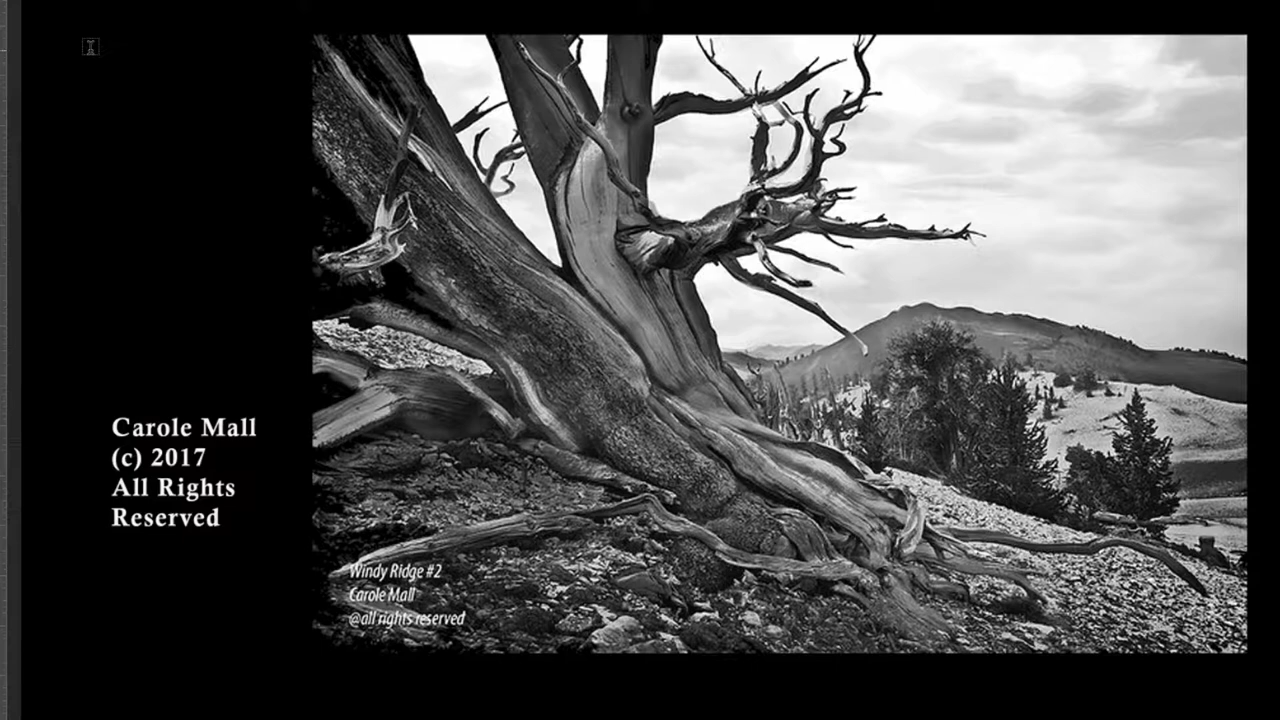 Carole Mall
(c) 2017
All Rights
Reserved
Windy Ridge #2
Carole Mall
@all rights reserved